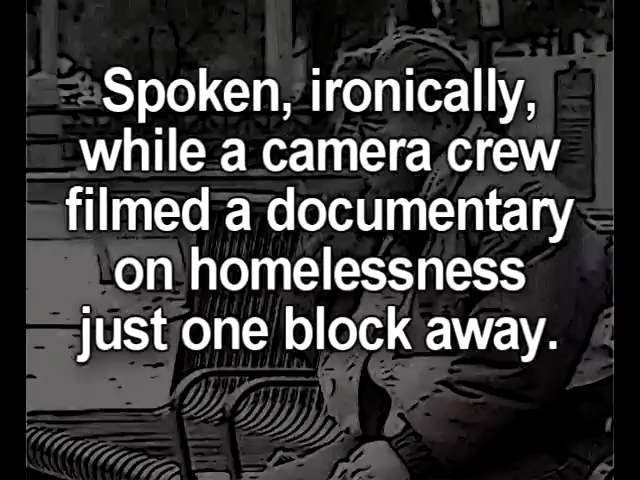 Spoken, ironically,
while a camera crew
filmed a documentary
on homelessness
just one block away.